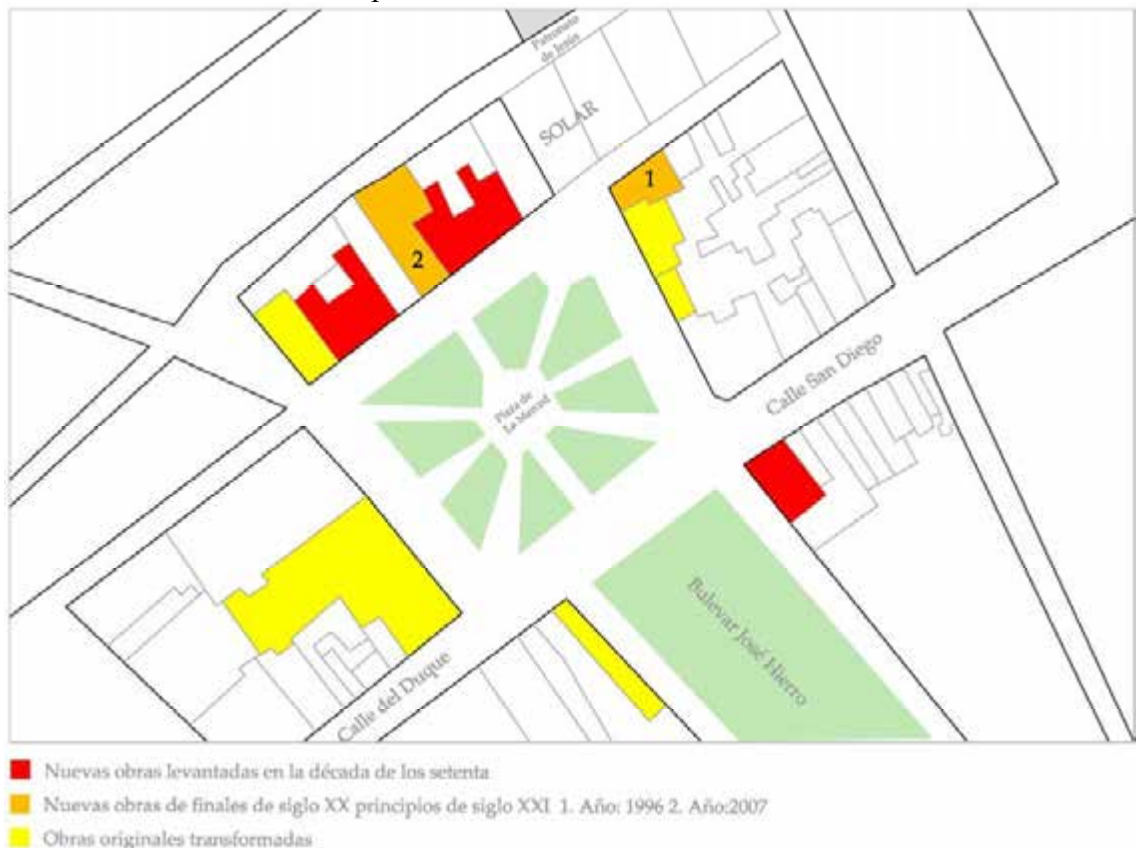 Patronato
de Jesús
SOLAR
1
2
Plaza de
La Merced
Calle San Diego
Bulevar José Hierro
Calle del Duque
Nuevas obras levantadas en la década de los setenta
Nuevas obras de finales de siglo XX principios de siglo XXI 1. Año: 1996 2. Año:2007
Obras originales transformadas